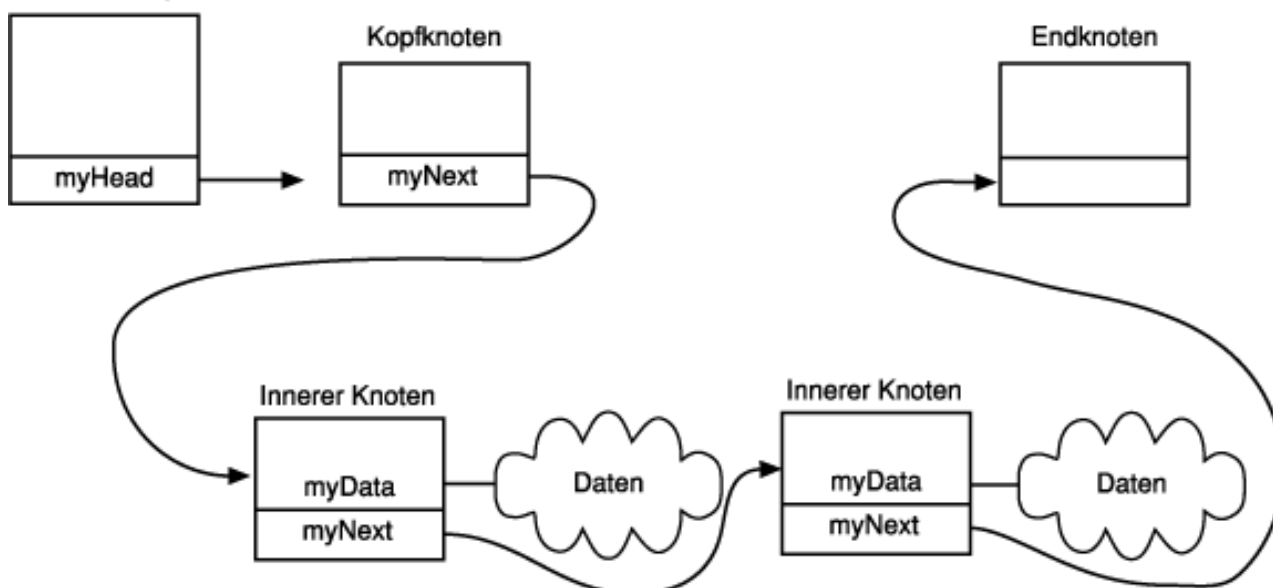 Kopfknoten
Endknoten
myHead
myNext
Innerer Knoten
Innerer Knoten
myData
Daten
myData
Daten
myNext
myNext